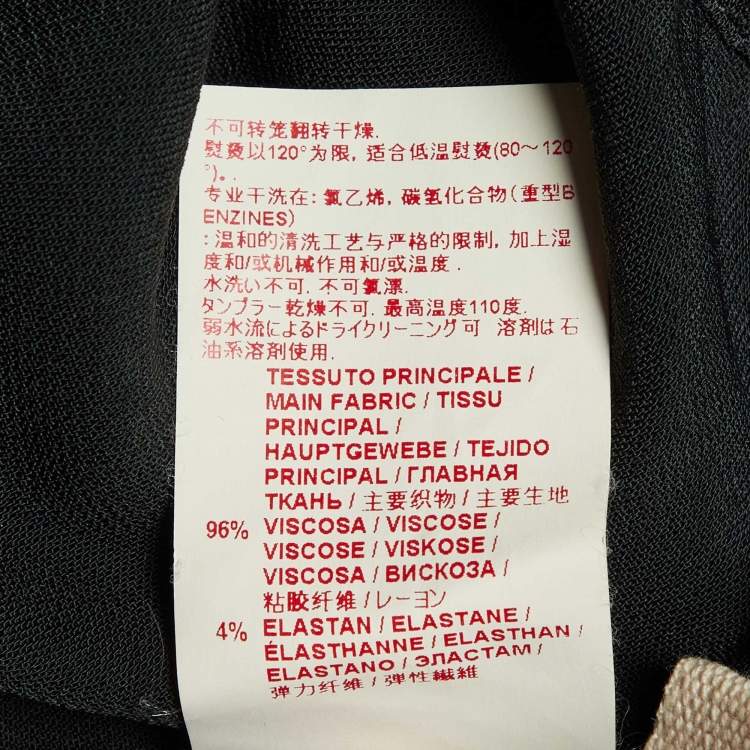 不可转笼翻转干燥.
熨烫以120°为限, 适合低温熨烫(80～120
°)。.
专业干洗在: 氯乙烯, 碳氢化合物(重型B
ENZINES)
: 温和的清洗工艺与严格的限制, 加上湿
度和/或机械作用和/或温度.
水洗い不可. 不可氯漂.
タンブラー乾燥不可. 最高温度110度.
弱水流によるドライクリーニング可 溶剤は石
油系溶剤使用.
TESSUTO PRINCIPALE /
MAIN FABRIC / TISSU
PRINCIPAL /
HAUPTGEWEBE / TEJIDO
PRINCIPAL / ГЛАВНАЯ
ТКАНЬ / 主要织物 / 主要生地
96% VISCOSA / VISCOSE /
VISCOSE / VISKOSE /
VISCOSA / ВИСКОЗА /
粘胶纤维 / レーヨン
4% ELASTAN / ELASTANE /
ÉLASTHANNE / ELASTHAN /
ELASTANO / ЭЛАСТАМ /
弹力纤维 / 弾性繊維